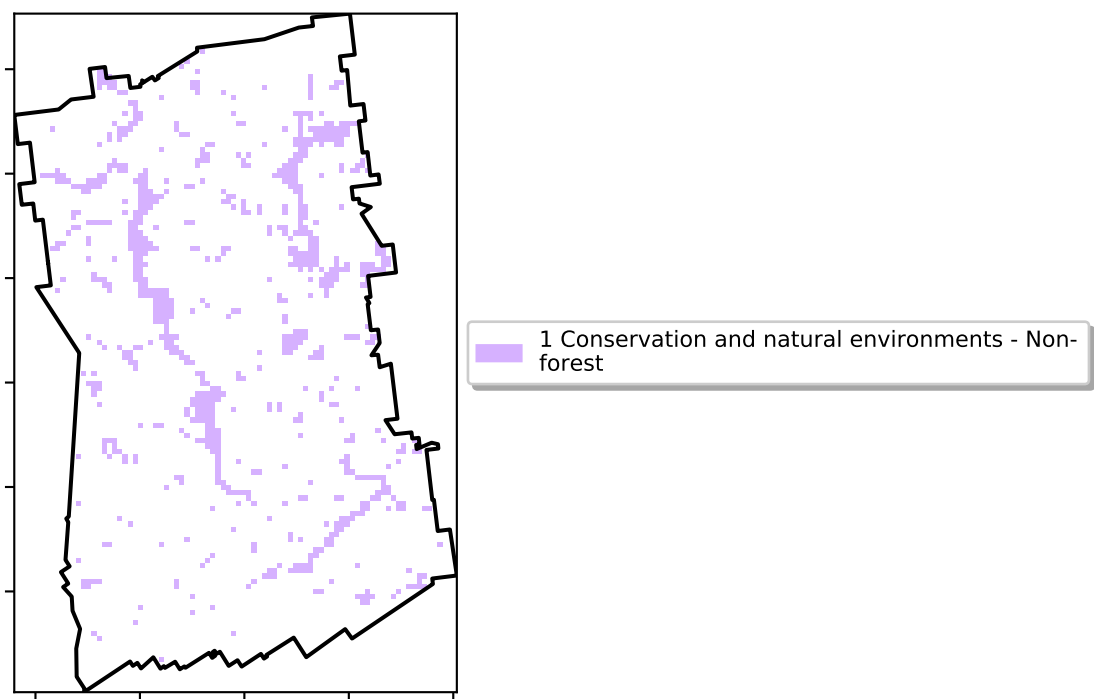 1 Conservation and natural environments - Non-
forest